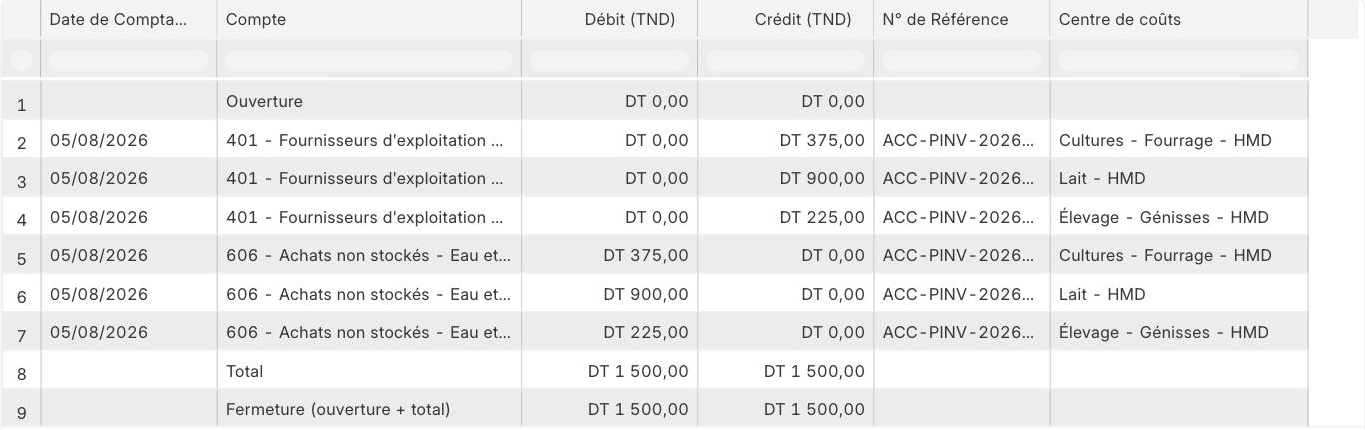 Date de Compta... Compte Débit (TND) Crédit (TND) N° de Référence Centre de coûts
1 Ouverture DT 0,00 DT 0,00
2 05/08/2026 401 - Fournisseurs d'exploitation ... DT 0,00 DT 375,00 ACC-PINV-2026... Cultures - Fourrage - HMD
3 05/08/2026 401 - Fournisseurs d'exploitation ... DT 0,00 DT 900,00 ACC-PINV-2026... Lait - HMD
4 05/08/2026 401 - Fournisseurs d'exploitation ... DT 0,00 DT 225,00 ACC-PINV-2026... Élevage - Génisses - HMD
5 05/08/2026 606 - Achats non stockés - Eau et... DT 375,00 DT 0,00 ACC-PINV-2026... Cultures - Fourrage - HMD
6 05/08/2026 606 - Achats non stockés - Eau et... DT 900,00 DT 0,00 ACC-PINV-2026... Lait - HMD
7 05/08/2026 606 - Achats non stockés - Eau et... DT 225,00 DT 0,00 ACC-PINV-2026... Élevage - Génisses - HMD
8 Total DT 1 500,00 DT 1 500,00
9 Fermeture (ouverture + total) DT 1 500,00 DT 1 500,00